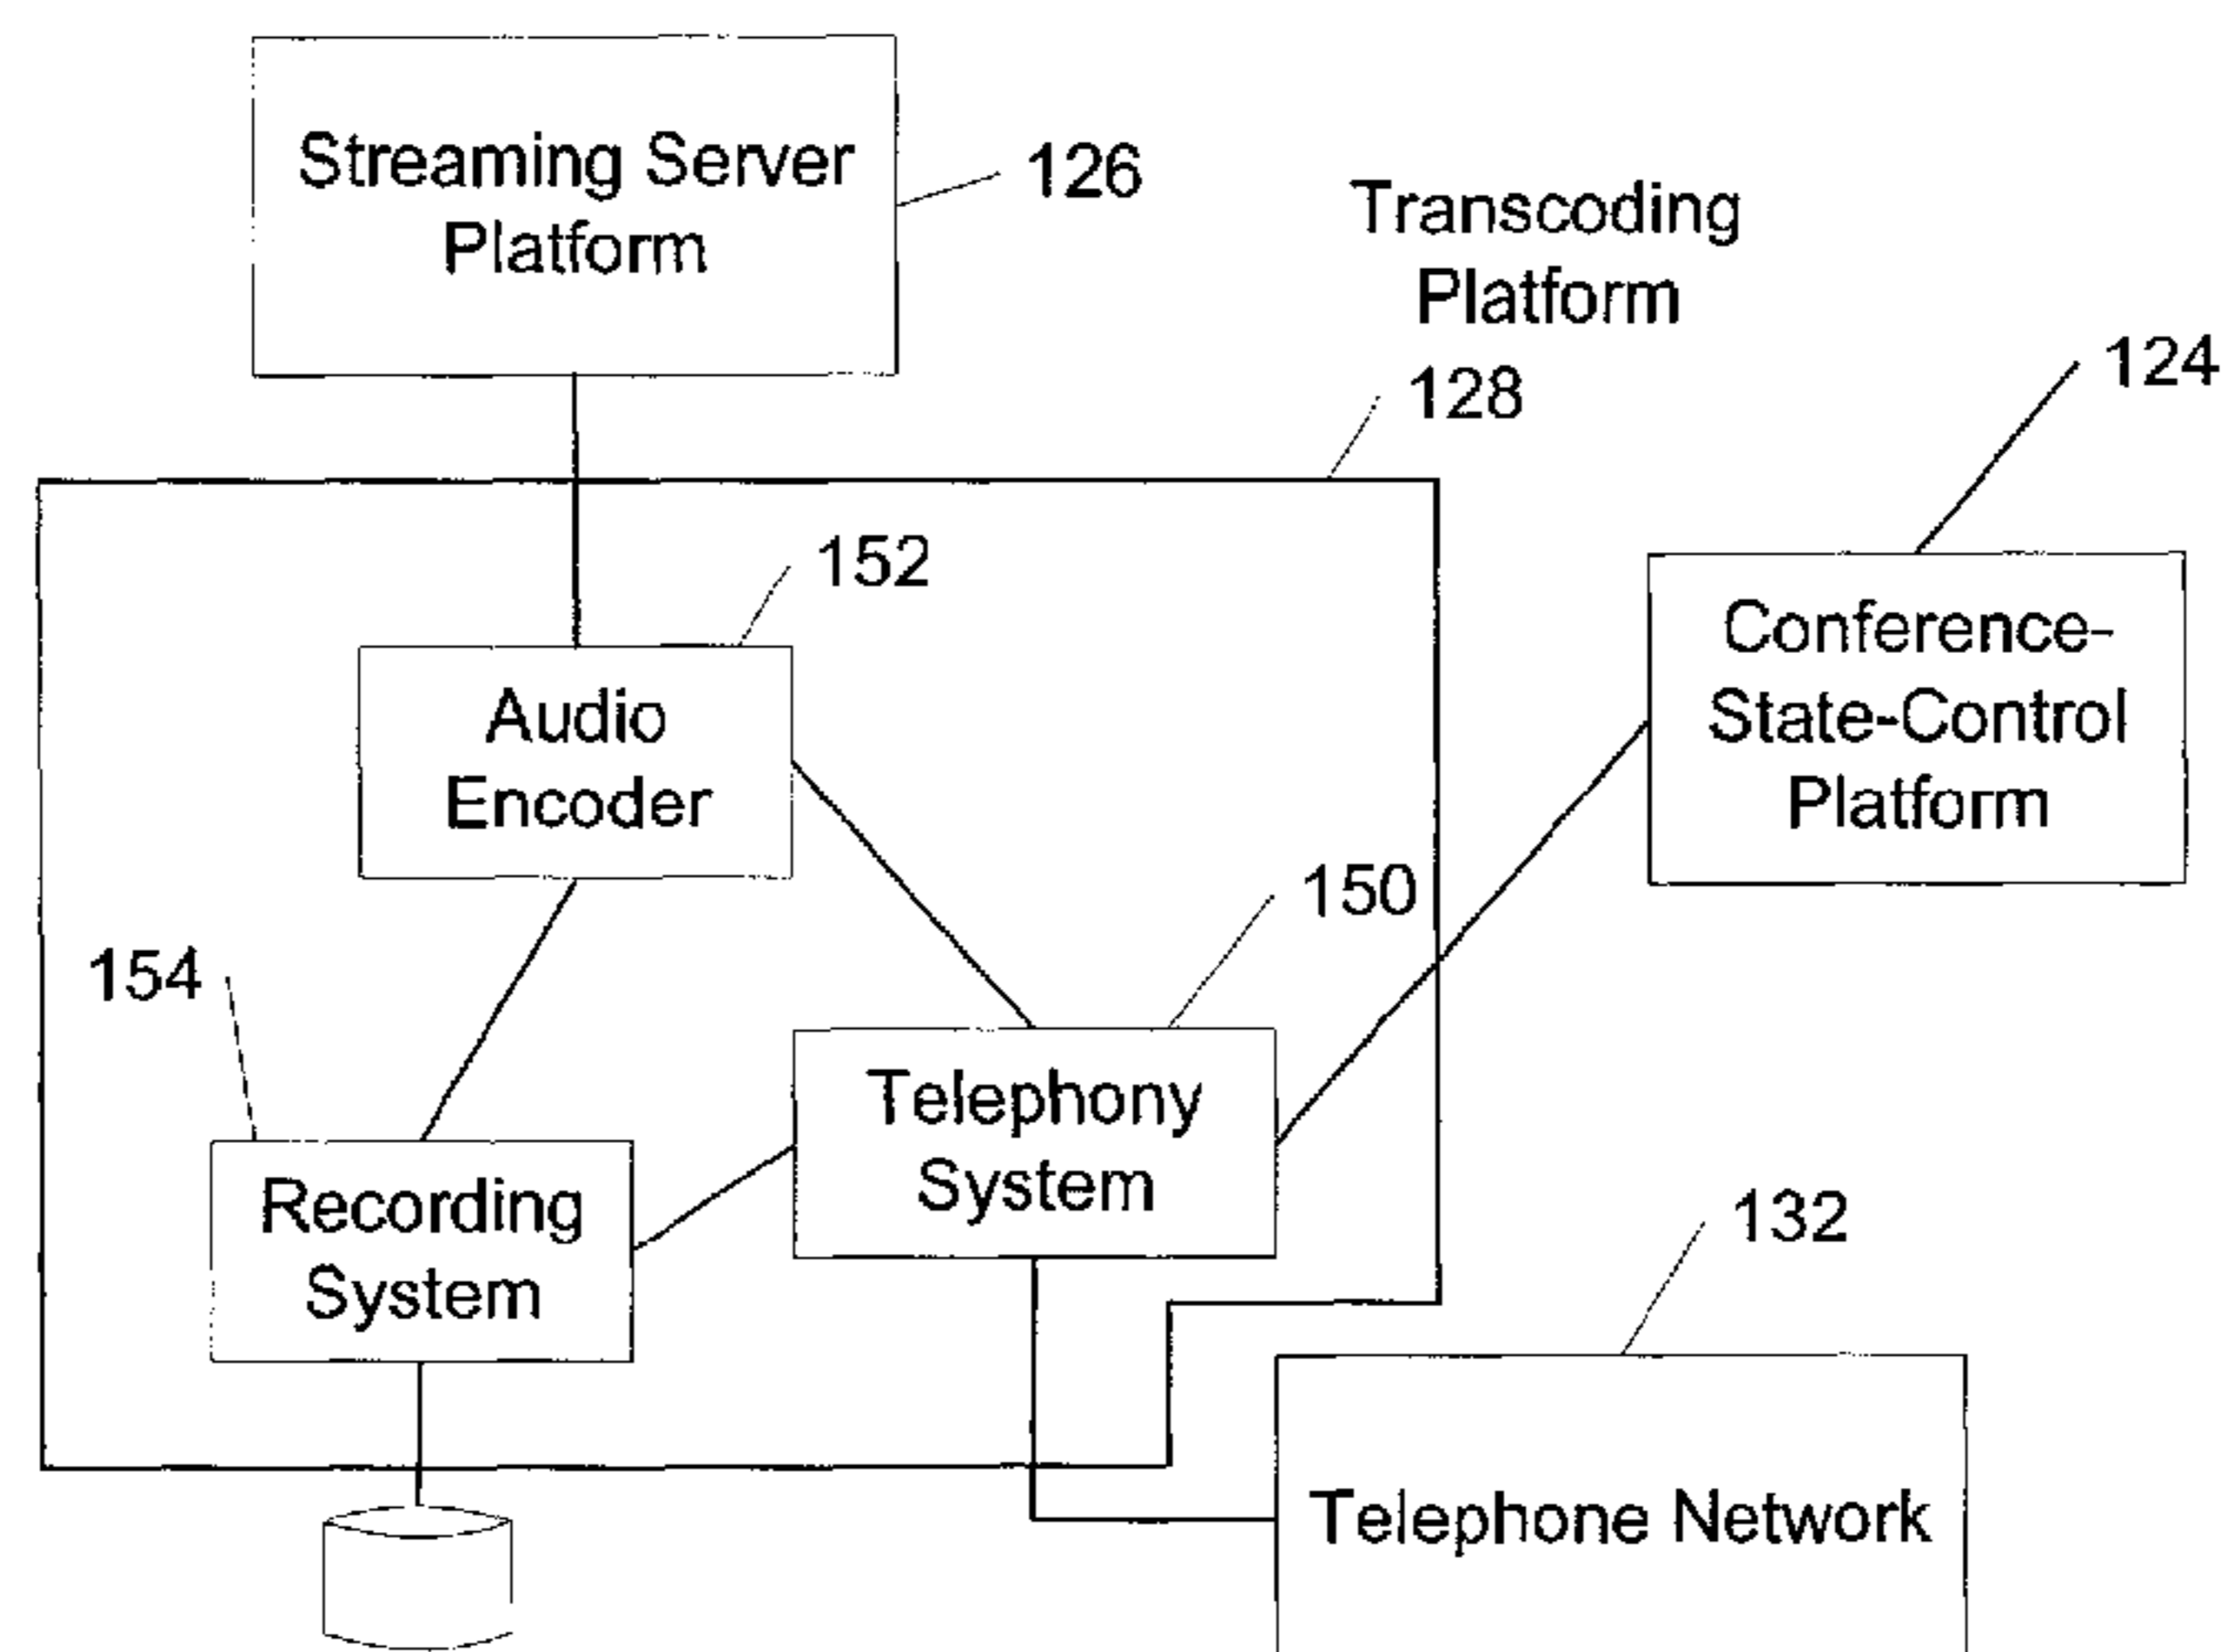 Streaming Server
Platform
126
Transcoding
Platform
128
124
152
Audio
Encoder
Conference-
State-Control
Platform
150
154
Telephony
System
Recording
System
132
Telephone Network